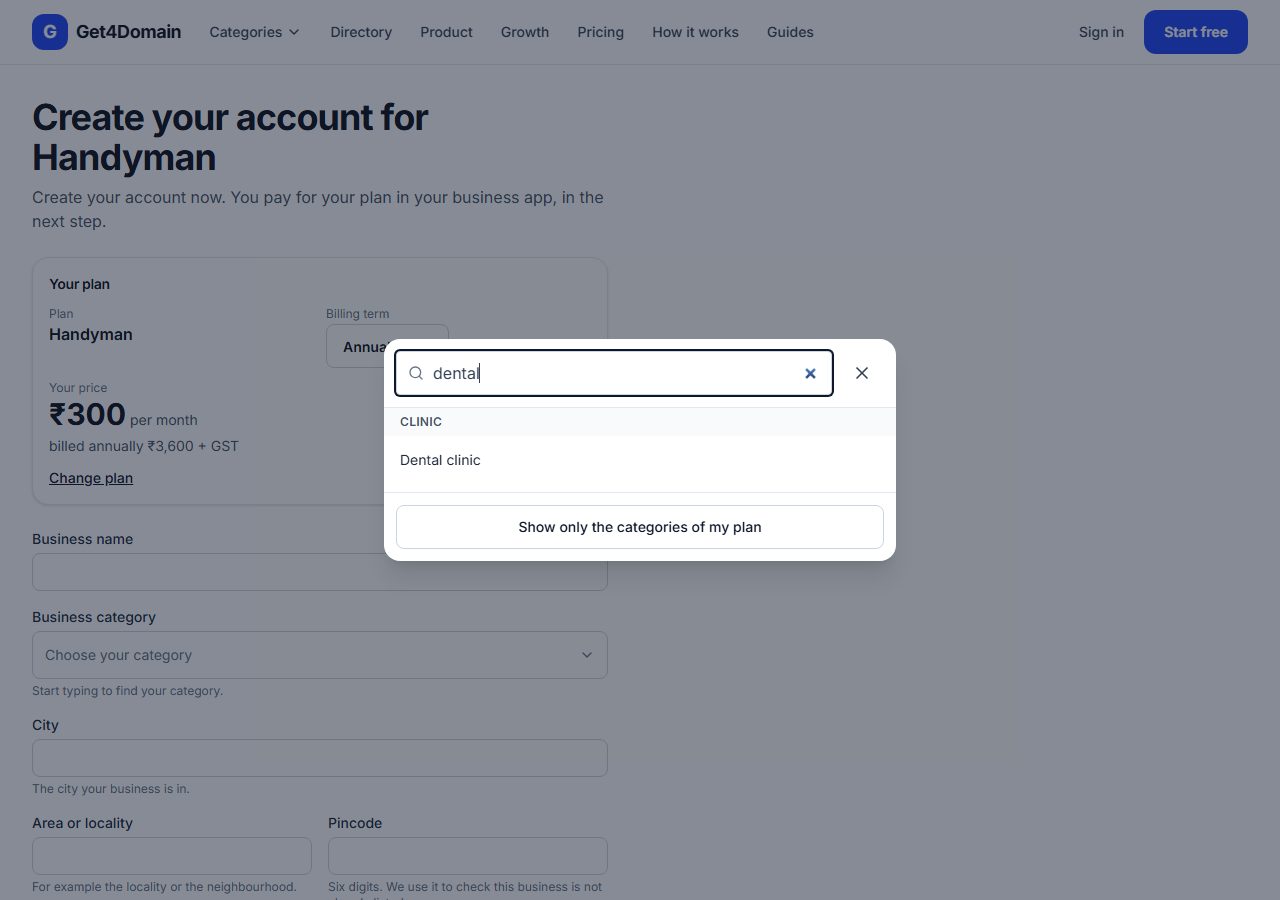 G Get4Domain Categories Directory Product Growth Pricing How it works Guides Sign in Start free
Create your account for
Handyman
Create your account now. You pay for your plan in your business app, in the
next step.
Your plan
Plan
Handyman
Billing term
Annua
Your price
₹300 per month
billed annually ₹3,600 + GST
Change plan
dental
CLINIC
Dental clinic
Show only the categories of my plan
Business name
Business category
Choose your category
Start typing to find your category.
City
The city your business is in.
Area or locality
For example the locality or the neighbourhood.
Pincode
Six digits. We use it to check this business is not